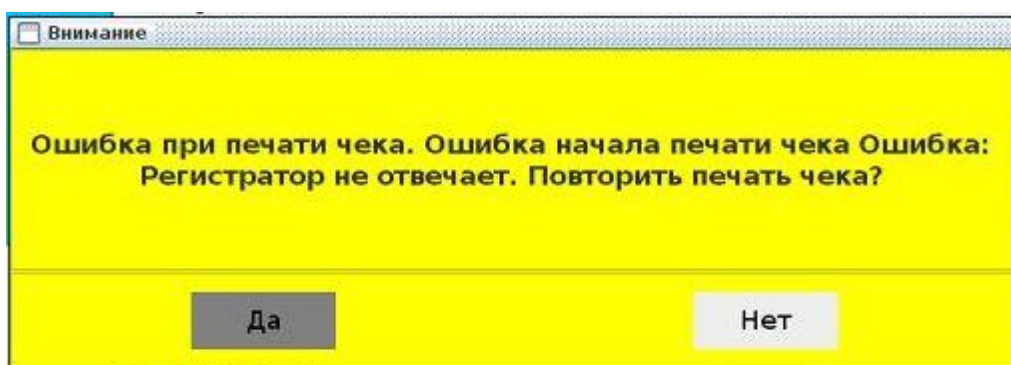 Внимание
Ошибка при печати чека. Ошибка начала печати чека Ошибка:
Регистратор не отвечает. Повторить печать чека?
Да
Нет